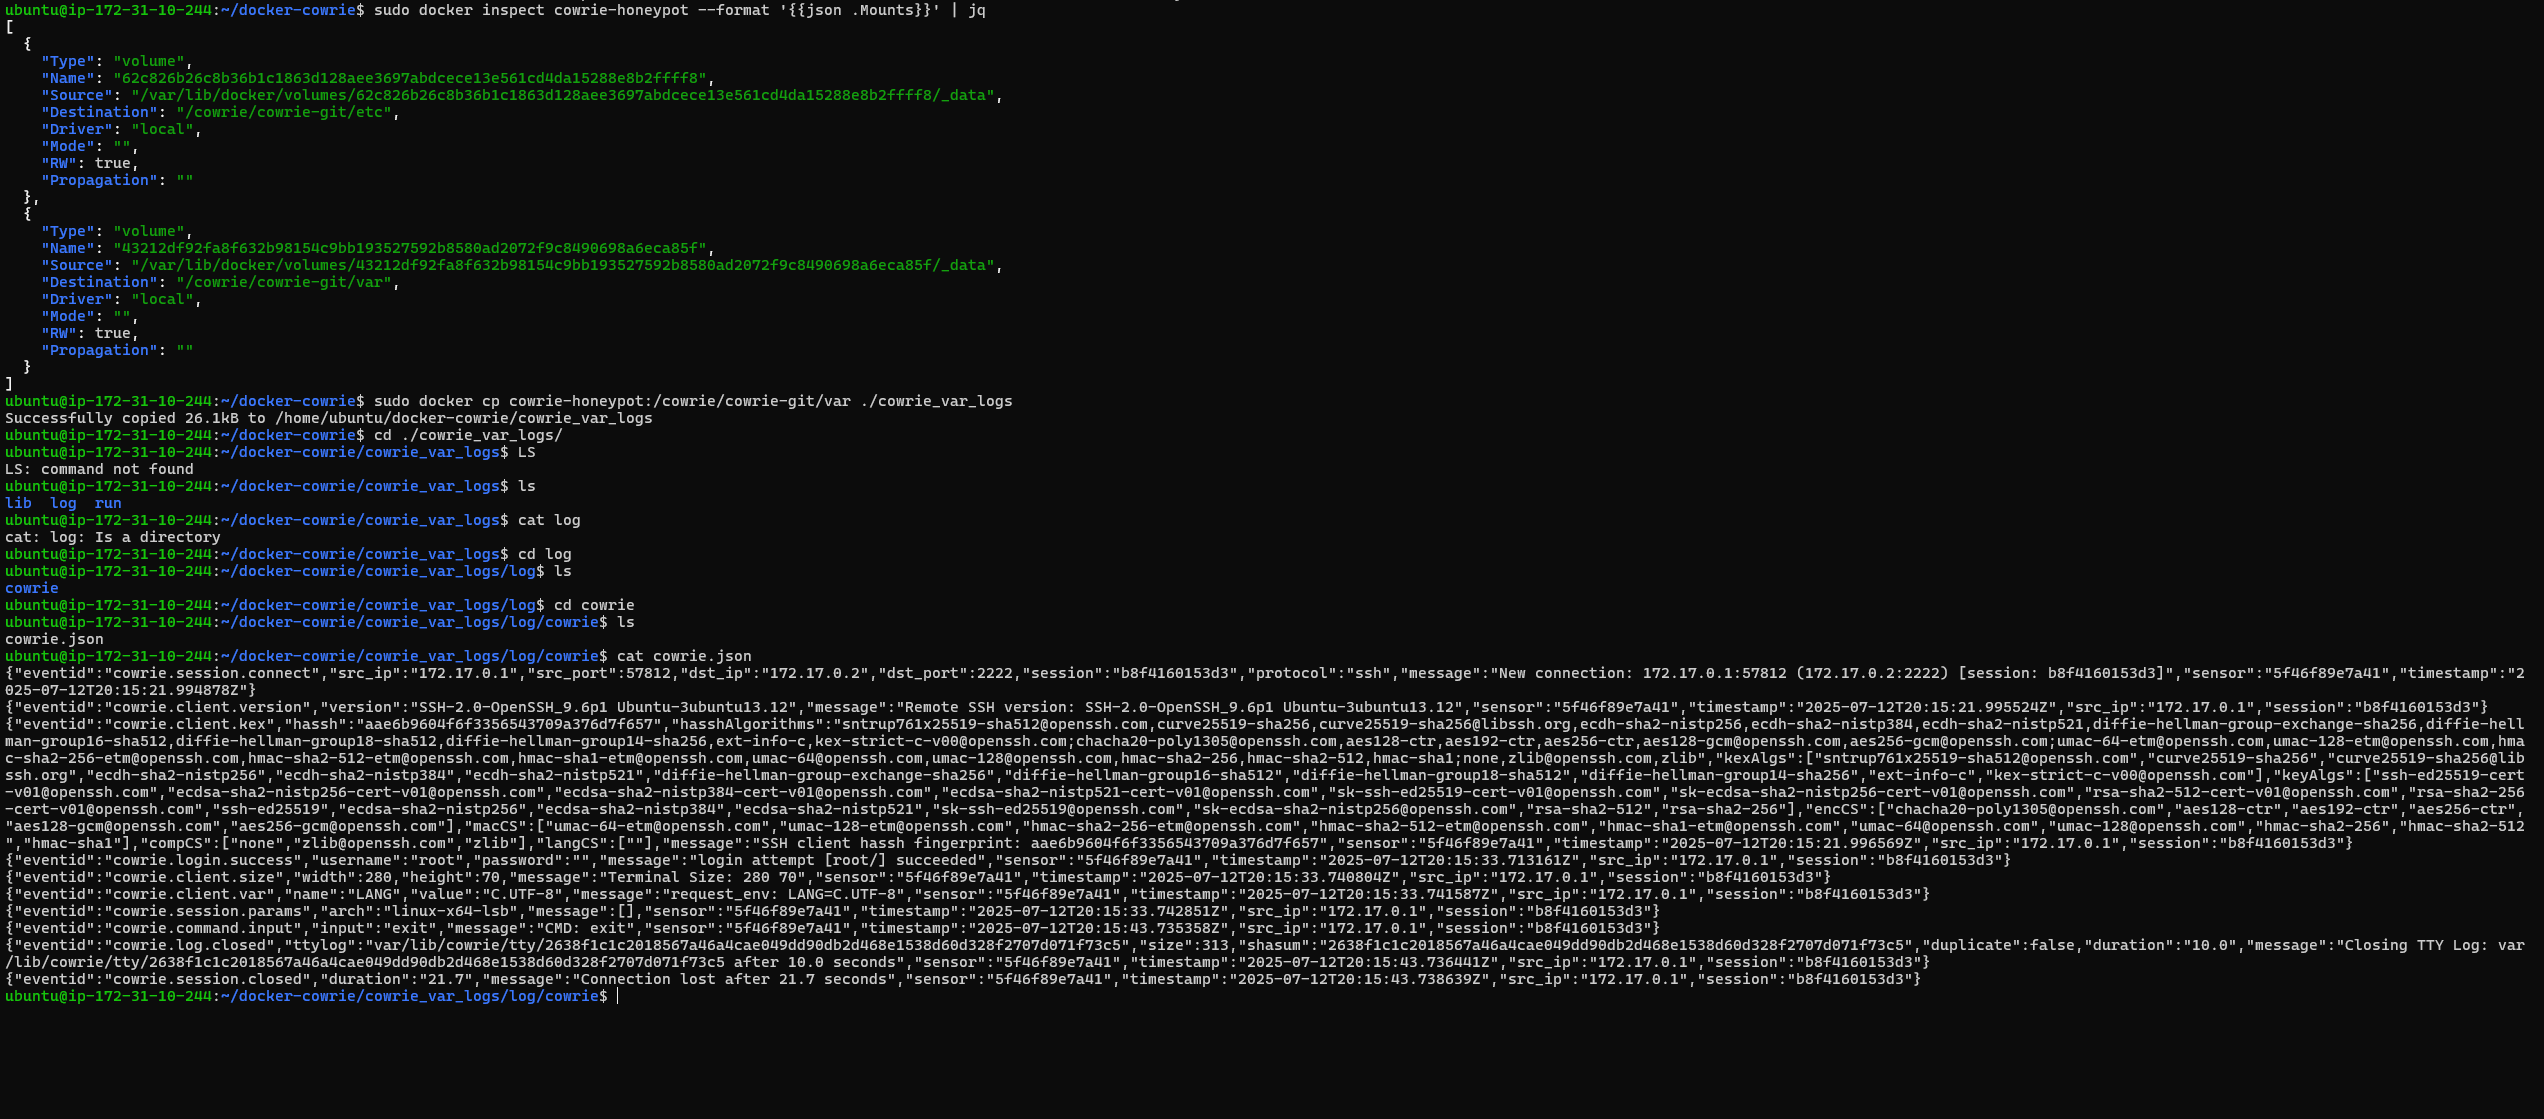 ubuntu@ip-172-31-10-244:~/docker-cowrie$ sudo docker inspect cowrie-honeypot --format '{{json .Mounts}}' | jq
[
  {
    "Type": "volume",
    "Name": "62c826b26c8b36b1c1863d128aee3697abdcece13e561cd4da15288e8b2ffff8",
    "Source": "/var/lib/docker/volumes/62c826b26c8b36b1c1863d128aee3697abdcece13e561cd4da15288e8b2ffff8/_data",
    "Destination": "/cowrie/cowrie-git/etc",
    "Driver": "local",
    "Mode": "",
    "RW": true,
    "Propagation": ""
  },
  {
    "Type": "volume",
    "Name": "43212df92fa8f632b98154c9bb193527592b8580ad2072f9c8490698a6eca85f",
    "Source": "/var/lib/docker/volumes/43212df92fa8f632b98154c9bb193527592b8580ad2072f9c8490698a6eca85f/_data",
    "Destination": "/cowrie/cowrie-git/var",
    "Driver": "local",
    "Mode": "",
    "RW": true,
    "Propagation": ""
  }
]
ubuntu@ip-172-31-10-244:~/docker-cowrie$ sudo docker cp cowrie-honeypot:/cowrie/cowrie-git/var ./cowrie_var_logs
Successfully copied 26.1kB to /home/ubuntu/docker-cowrie/cowrie_var_logs
ubuntu@ip-172-31-10-244:~/docker-cowrie$ cd ./cowrie_var_logs/
ubuntu@ip-172-31-10-244:~/docker-cowrie/cowrie_var_logs$ LS
LS: command not found
ubuntu@ip-172-31-10-244:~/docker-cowrie/cowrie_var_logs$ ls
lib  log  run
ubuntu@ip-172-31-10-244:~/docker-cowrie/cowrie_var_logs$ cat log
cat: log: Is a directory
ubuntu@ip-172-31-10-244:~/docker-cowrie/cowrie_var_logs$ cd log
ubuntu@ip-172-31-10-244:~/docker-cowrie/cowrie_var_logs/log$ ls
cowrie
ubuntu@ip-172-31-10-244:~/docker-cowrie/cowrie_var_logs/log$ cd cowrie
ubuntu@ip-172-31-10-244:~/docker-cowrie/cowrie_var_logs/log/cowrie$ ls
cowrie.json
ubuntu@ip-172-31-10-244:~/docker-cowrie/cowrie_var_logs/log/cowrie$ cat cowrie.json
{"eventid":"cowrie.session.connect","src_ip":"172.17.0.1","src_port":57812,"dst_ip":"172.17.0.2","dst_port":2222,"session":"b8f4160153d3","protocol":"ssh","message":"New connection: 172.17.0.1:57812 (172.17.0.2:2222) [session: b8f4160153d3]","sensor":"5f46f89e7a41","timestamp":"2
025-07-12T20:15:21.994878Z"}
{"eventid":"cowrie.client.version","version":"SSH-2.0-OpenSSH_9.6p1 Ubuntu-3ubuntu13.12","message":"Remote SSH version: SSH-2.0-OpenSSH_9.6p1 Ubuntu-3ubuntu13.12","sensor":"5f46f89e7a41","timestamp":"2025-07-12T20:15:21.995524Z","src_ip":"172.17.0.1","session":"b8f4160153d3"}
{"eventid":"cowrie.client.kex","hassh":"aae6b9604f6f3356543709a376d7f657","hasshAlgorithms":"sntrup761x25519-sha512@openssh.com,curve25519-sha256,curve25519-sha256@libssh.org,ecdh-sha2-nistp256,ecdh-sha2-nistp384,ecdh-sha2-nistp521,diffie-hellman-group-exchange-sha256,diffie-hell
man-group16-sha512,diffie-hellman-group18-sha512,diffie-hellman-group14-sha256,ext-info-c,kex-strict-c-v00@openssh.com;chacha20-poly1305@openssh.com,aes128-ctr,aes192-ctr,aes256-ctr,aes128-gcm@openssh.com,aes256-gcm@openssh.com;umac-64-etm@openssh.com,umac-128-etm@openssh.com,hma
c-sha2-256-etm@openssh.com,hmac-sha2-512-etm@openssh.com,hmac-sha1-etm@openssh.com,umac-64@openssh.com,umac-128@openssh.com,hmac-sha2-256,hmac-sha2-512,hmac-sha1;none,zlib@openssh.com,zlib","kexAlgs":["sntrup761x25519-sha512@openssh.com","curve25519-sha256","curve25519-sha256@lib
ssh.org","ecdh-sha2-nistp256","ecdh-sha2-nistp384","ecdh-sha2-nistp521","diffie-hellman-group-exchange-sha256","diffie-hellman-group16-sha512","diffie-hellman-group18-sha512","diffie-hellman-group14-sha256","ext-info-c","kex-strict-c-v00@openssh.com"],"keyAlgs":["ssh-ed25519-cert
-v01@openssh.com","ecdsa-sha2-nistp256-cert-v01@openssh.com","ecdsa-sha2-nistp384-cert-v01@openssh.com","ecdsa-sha2-nistp521-cert-v01@openssh.com","sk-ssh-ed25519-cert-v01@openssh.com","sk-ecdsa-sha2-nistp256-cert-v01@openssh.com","rsa-sha2-512-cert-v01@openssh.com","rsa-sha2-256
-cert-v01@openssh.com","ssh-ed25519","ecdsa-sha2-nistp256","ecdsa-sha2-nistp384","ecdsa-sha2-nistp521","sk-ssh-ed25519@openssh.com","sk-ecdsa-sha2-nistp256@openssh.com","rsa-sha2-512","rsa-sha2-256"],"encCS":["chacha20-poly1305@openssh.com","aes128-ctr","aes192-ctr","aes256-ctr",
"aes128-gcm@openssh.com","aes256-gcm@openssh.com"],"macCS":["umac-64-etm@openssh.com","umac-128-etm@openssh.com","hmac-sha2-256-etm@openssh.com","hmac-sha2-512-etm@openssh.com","hmac-sha1-etm@openssh.com","umac-64@openssh.com","umac-128@openssh.com","hmac-sha2-256","hmac-sha2-512
","hmac-sha1"],"compCS":["none","zlib@openssh.com","zlib"],"langCS":[""],"message":"SSH client hassh fingerprint: aae6b9604f6f3356543709a376d7f657","sensor":"5f46f89e7a41","timestamp":"2025-07-12T20:15:21.996569Z","src_ip":"172.17.0.1","session":"b8f4160153d3"}
{"eventid":"cowrie.login.success","username":"root","password":"","message":"login attempt [root/] succeeded","sensor":"5f46f89e7a41","timestamp":"2025-07-12T20:15:33.713161Z","src_ip":"172.17.0.1","session":"b8f4160153d3"}
{"eventid":"cowrie.client.size","width":280,"height":70,"message":"Terminal Size: 280 70","sensor":"5f46f89e7a41","timestamp":"2025-07-12T20:15:33.740804Z","src_ip":"172.17.0.1","session":"b8f4160153d3"}
{"eventid":"cowrie.client.var","name":"LANG","value":"C.UTF-8","message":"request_env: LANG=C.UTF-8","sensor":"5f46f89e7a41","timestamp":"2025-07-12T20:15:33.741587Z","src_ip":"172.17.0.1","session":"b8f4160153d3"}
{"eventid":"cowrie.session.params","arch":"linux-x64-lsb","message":[],"sensor":"5f46f89e7a41","timestamp":"2025-07-12T20:15:33.742851Z","src_ip":"172.17.0.1","session":"b8f4160153d3"}
{"eventid":"cowrie.command.input","input":"exit","message":"CMD: exit","sensor":"5f46f89e7a41","timestamp":"2025-07-12T20:15:43.735358Z","src_ip":"172.17.0.1","session":"b8f4160153d3"}
{"eventid":"cowrie.log.closed","ttylog":"var/lib/cowrie/tty/2638f1c1c2018567a46a4cae049dd90db2d468e1538d60d328f2707d071f73c5","size":313,"shasum":"2638f1c1c2018567a46a4cae049dd90db2d468e1538d60d328f2707d071f73c5","duplicate":false,"duration":"10.0","message":"Closing TTY Log: var
/lib/cowrie/tty/2638f1c1c2018567a46a4cae049dd90db2d468e1538d60d328f2707d071f73c5 after 10.0 seconds","sensor":"5f46f89e7a41","timestamp":"2025-07-12T20:15:43.736441Z","src_ip":"172.17.0.1","session":"b8f4160153d3"}
{"eventid":"cowrie.session.closed","duration":"21.7","message":"Connection lost after 21.7 seconds","sensor":"5f46f89e7a41","timestamp":"2025-07-12T20:15:43.738639Z","src_ip":"172.17.0.1","session":"b8f4160153d3"}
ubuntu@ip-172-31-10-244:~/docker-cowrie/cowrie_var_logs/log/cowrie$